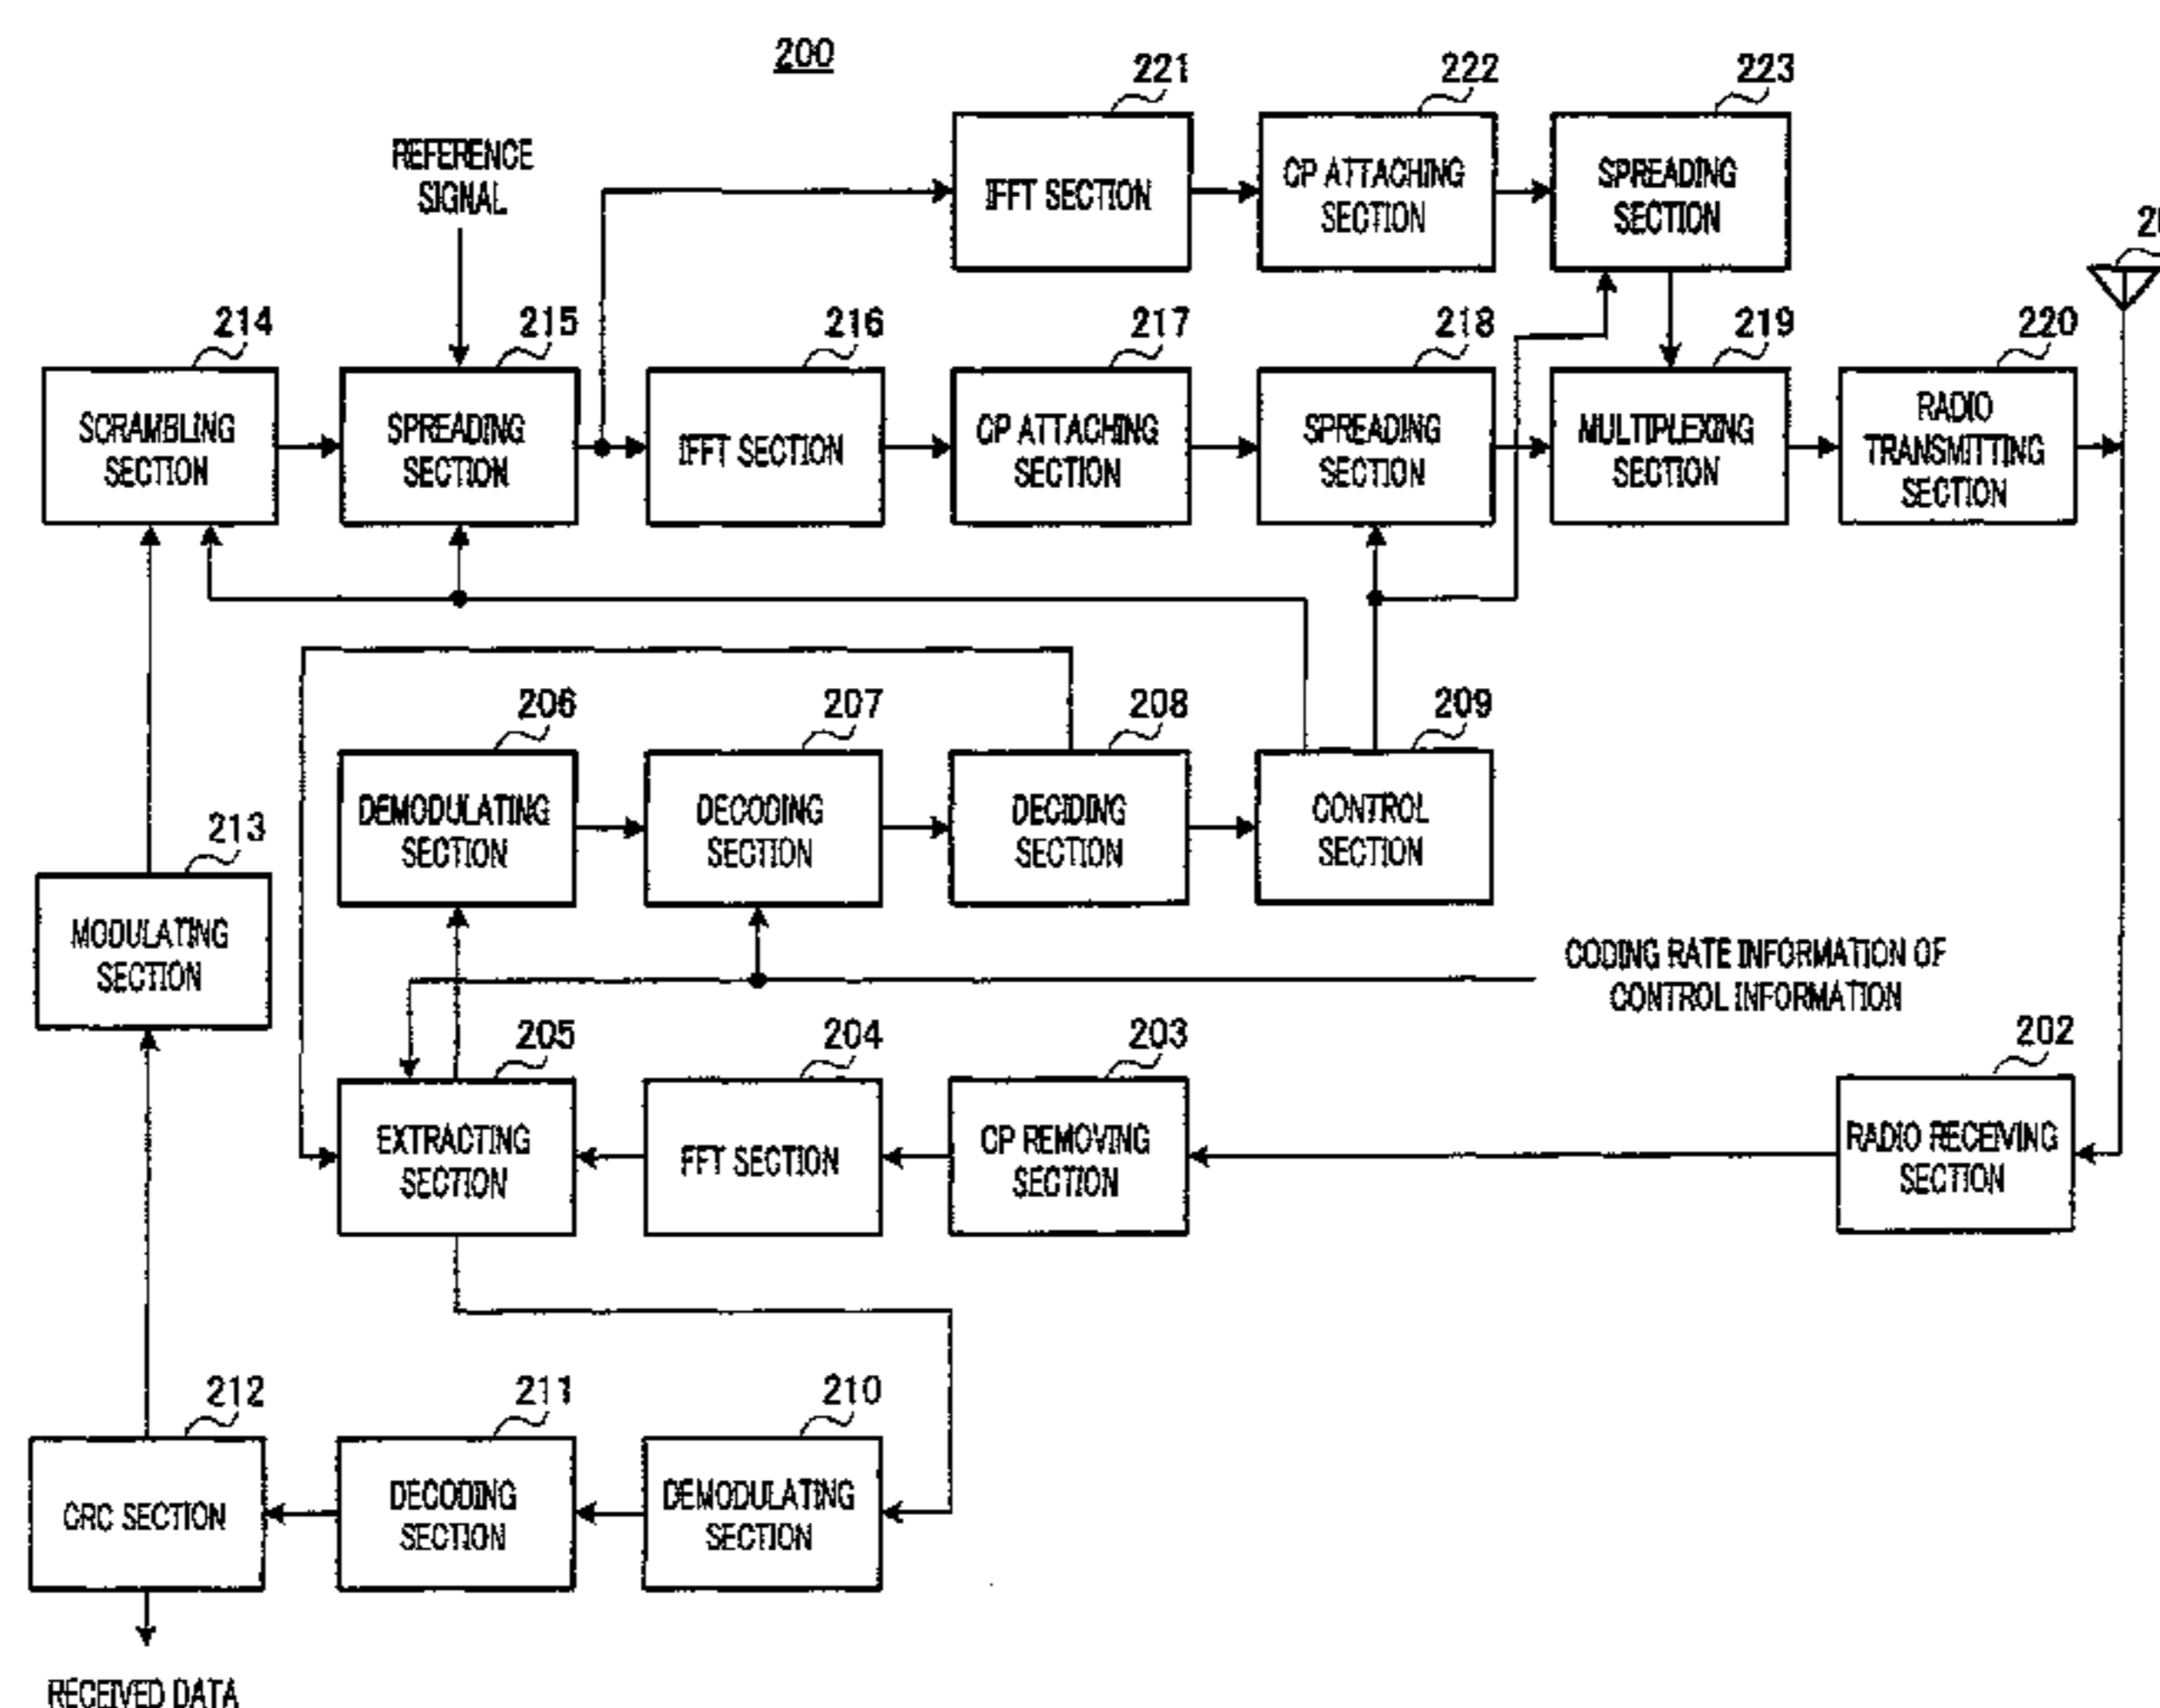 200
221
222
223
REFERENCE
SIGNAL
IFFT SECTION
CP ATTACHING
SECTION
SPREADING
SECTION
214
215
216
217
218
219
220
SCRAMBLING
SECTION
SPREADING
SECTION
IFFT SECTION
CP ATTACHING
SECTION
SPREADING
SECTION
MULTIPLEXING
SECTION
RADIO
TRANSMITTING
SECTION
206
207
208
209
DEMODULATING
SECTION
DECODING
SECTION
DECIDING
SECTION
CONTROL
SECTION
213
MODULATING
SECTION
CODING RATE INFORMATION OF
CONTROL INFORMATION
205
204
203
202
EXTRACTING
SECTION
FFT SECTION
CP REMOVING
SECTION
RADIO RECEIVING
SECTION
212
211
210
CRC SECTION
DECODING
SECTION
DEMODULATING
SECTION
RECEIVED DATA